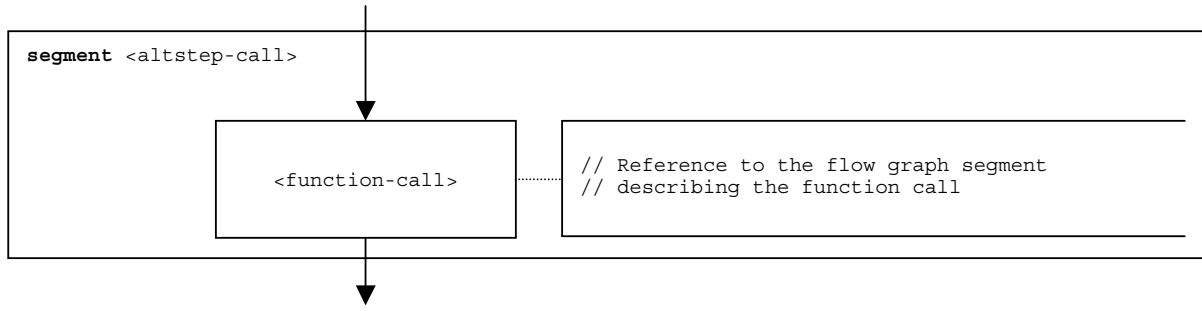 segment <altstep-call>
<function-call>
// Reference to the flow graph segment
// describing the function call